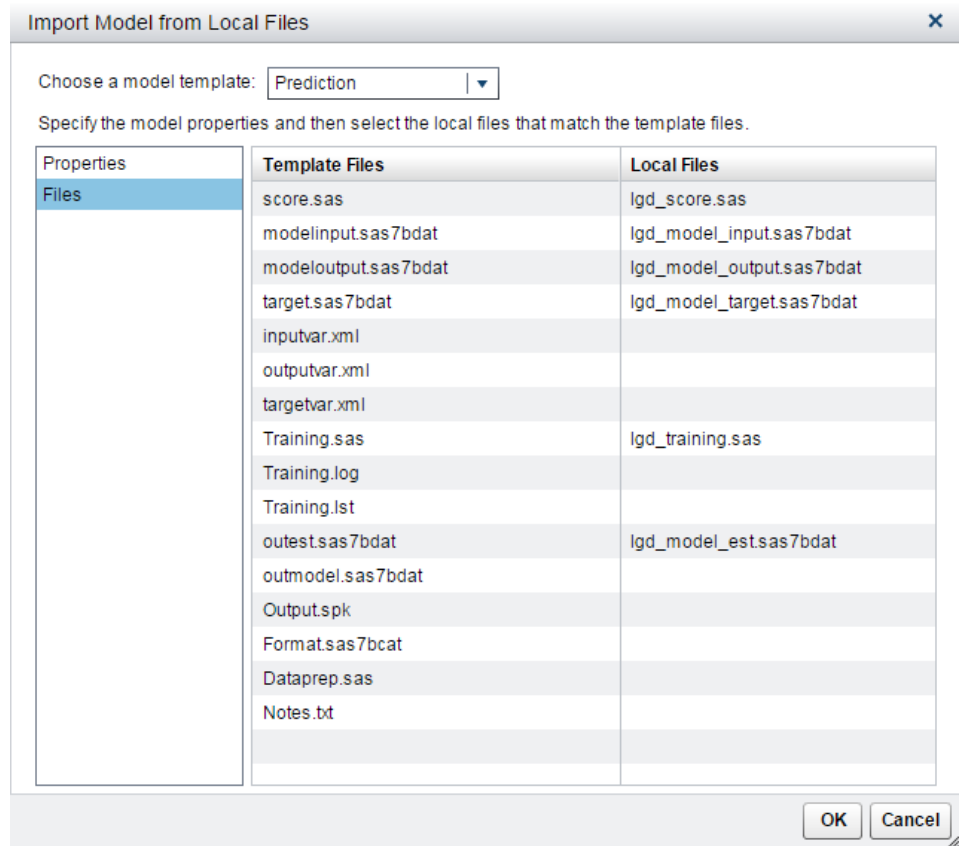 Import Model from Local Files
Choose a model template: Prediction
Specify the model properties and then select the local files that match the template files.
Properties
Files
Template Files Local Files
score.sas lgd_score.sas
modelinput.sas7bdat lgd_model_input.sas7bdat
modeloutput.sas7bdat lgd_model_output.sas7bdat
target.sas7bdat lgd_model_target.sas7bdat
inputvar.xml
outputvar.xml
targetvar.xml
Training.sas lgd_training.sas
Training.log
Training.lst
outest.sas7bdat lgd_model_est.sas7bdat
outmodel.sas7bdat
Output.spk
Format.sas7bcat
Dataprep.sas
Notes.txt
OK Cancel